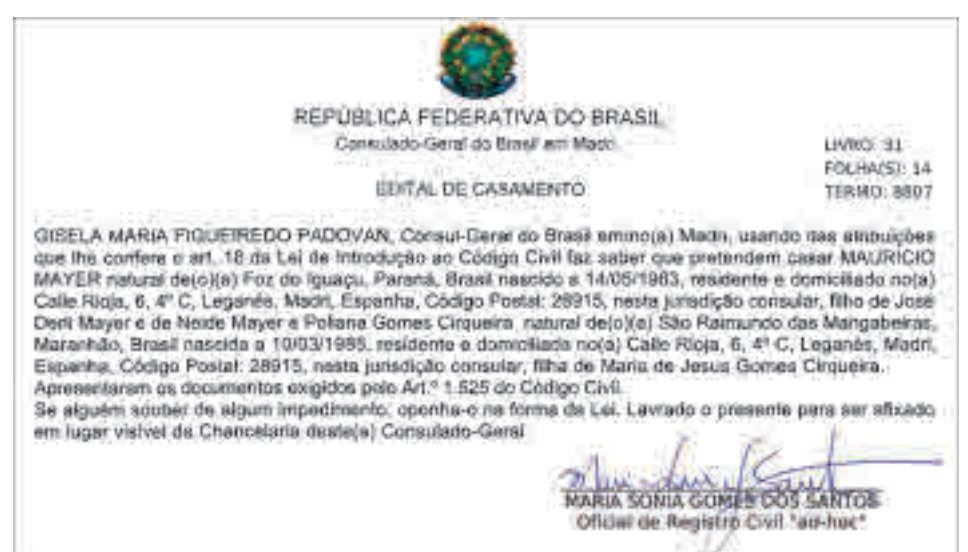 REPÚBLICA FEDERATIVA DO BRASIL
Consulado-Geral do Brasil em Madri
LIVRO: 31
FOLHA(S): 14
TERMO: 8807
EDITAL DE CASAMENTO
GISELA MARIA FIGUEIREDO PADOVAN, Cônsul-Geral do Brasil em/no(a) Madri, usando das atribuições
que lhe confere o art. 18 da Lei de Introdução ao Código Civil faz saber que pretendem casar MAURÍCIO
MAYER natural de(o)(a) Foz do Iguaçu, Paraná, Brasil nascido a 14/05/1983, residente e domiciliado no(a)
Calle Rioja, 6, 4º C, Leganés, Madri, Espanha, Código Postal: 28915, nesta jurisdição consular, filho de José
Derli Mayer e de Neide Mayer e Poliana Gomes Cirqueira natural de(o)(a) São Raimundo das Mangabeiras,
Maranhão, Brasil nascida a 10/03/1985, residente e domiciliada no(a) Calle Rioja, 6, 4ª C, Leganés, Madri,
Espanha, Código Postal: 28915, nesta jurisdição consular, filha de Maria de Jesus Gomes Cirqueira.
Apresentaram os documentos exigidos pelo Art.º 1.525 do Código Civil.
Se alguém souber de algum impedimento, oponha-o na forma da Lei. Lavrado o presente para ser afixado
em lugar visível da Chancelaria deste(a) Consulado-Geral
MARIA SONIA GOMES DOS SANTOS
Oficial de Registro Civil "ad-hoc"